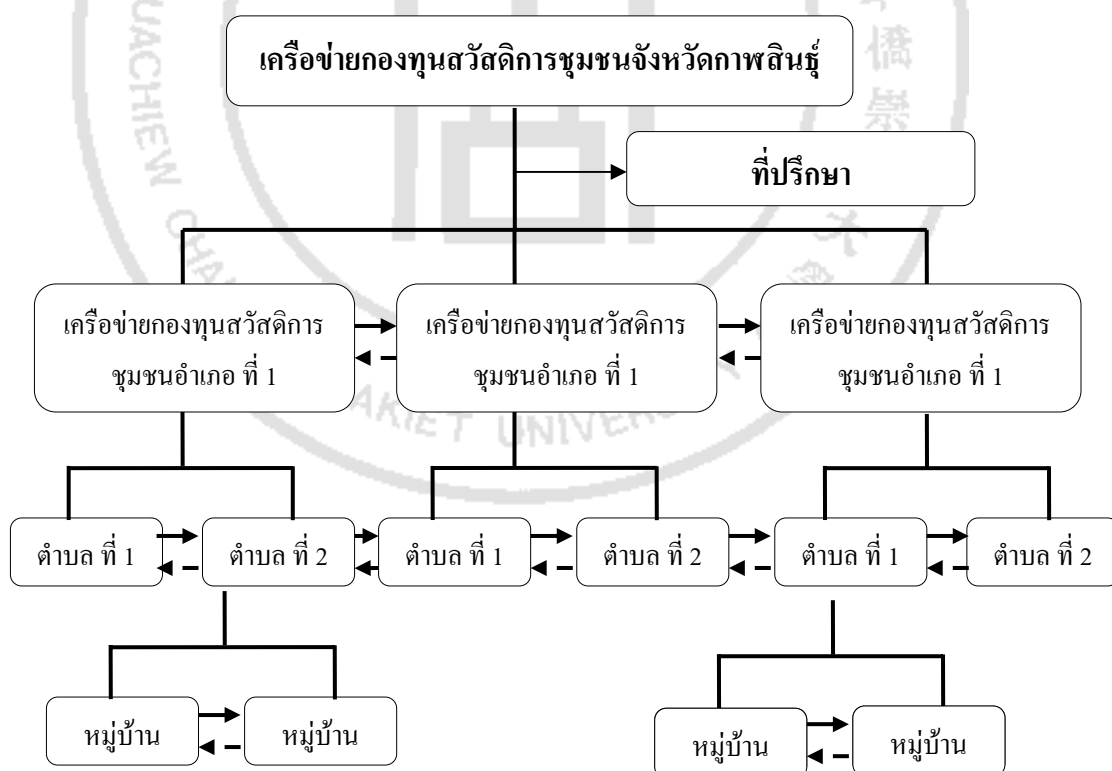 เครือข่ายกองทุนสวัสดิการชุมชนจังหวัดกาฬสินธุ์
ที่ปรึกษา
เครือข่ายกองทุนสวัสดิการ
ชุมชนอำเภอ ที่ 1
เครือข่ายกองทุนสวัสดิการ
ชุมชนอำเภอ ที่ 1
เครือข่ายกองทุนสวัสดิการ
ชุมชนอำเภอ ที่ 1
ตำบล ที่ 1
ตำบล ที่ 2
ตำบล ที่ 1
ตำบล ที่ 2
ตำบล ที่ 1
ตำบล ที่ 2
หมู่บ้าน
หมู่บ้าน
หมู่บ้าน
หมู่บ้าน
UACHIEW
AKIET UNIVER
僑
崇
大